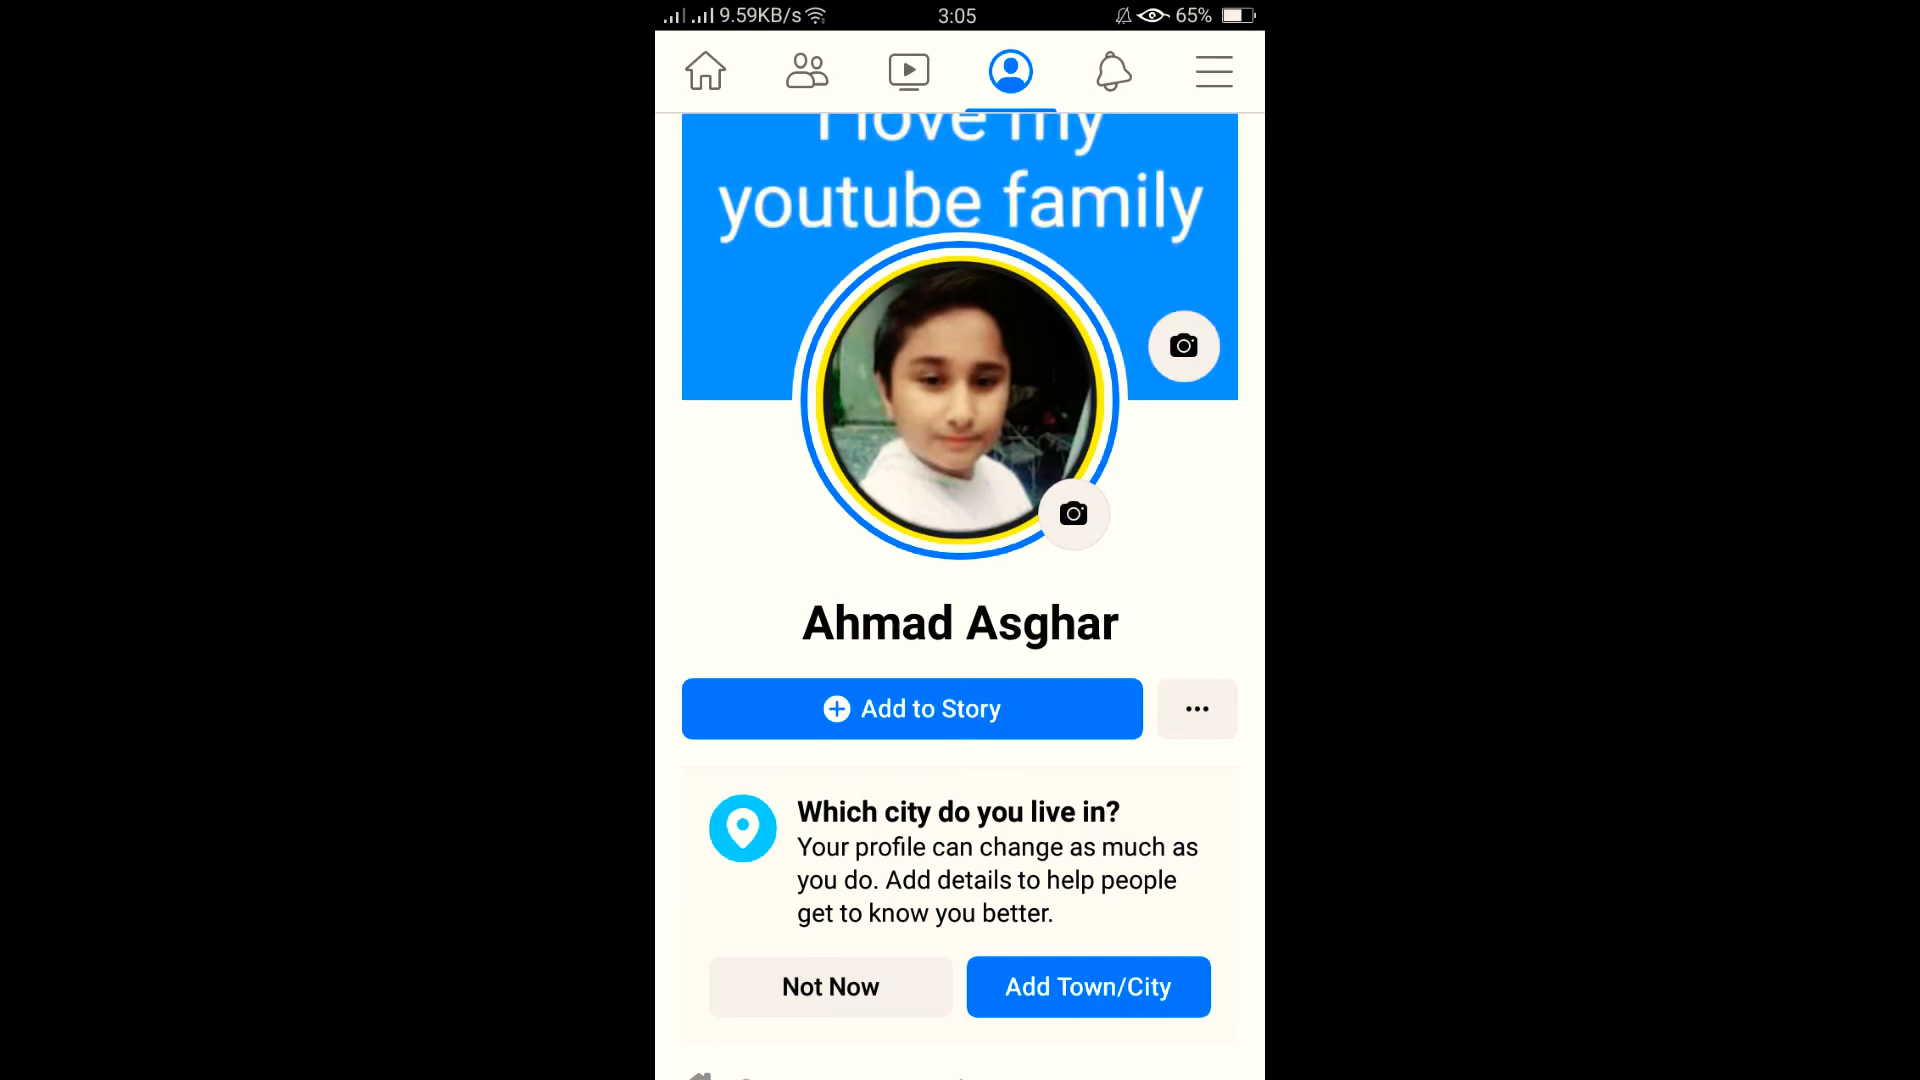 9.59KB/s 3:05 65%
I love my
youtube family
Ahmad Asghar
Add to Story
Which city do you live in?
Your profile can change as much as
you do. Add details to help people
get to know you better.
Not Now Add Town/City